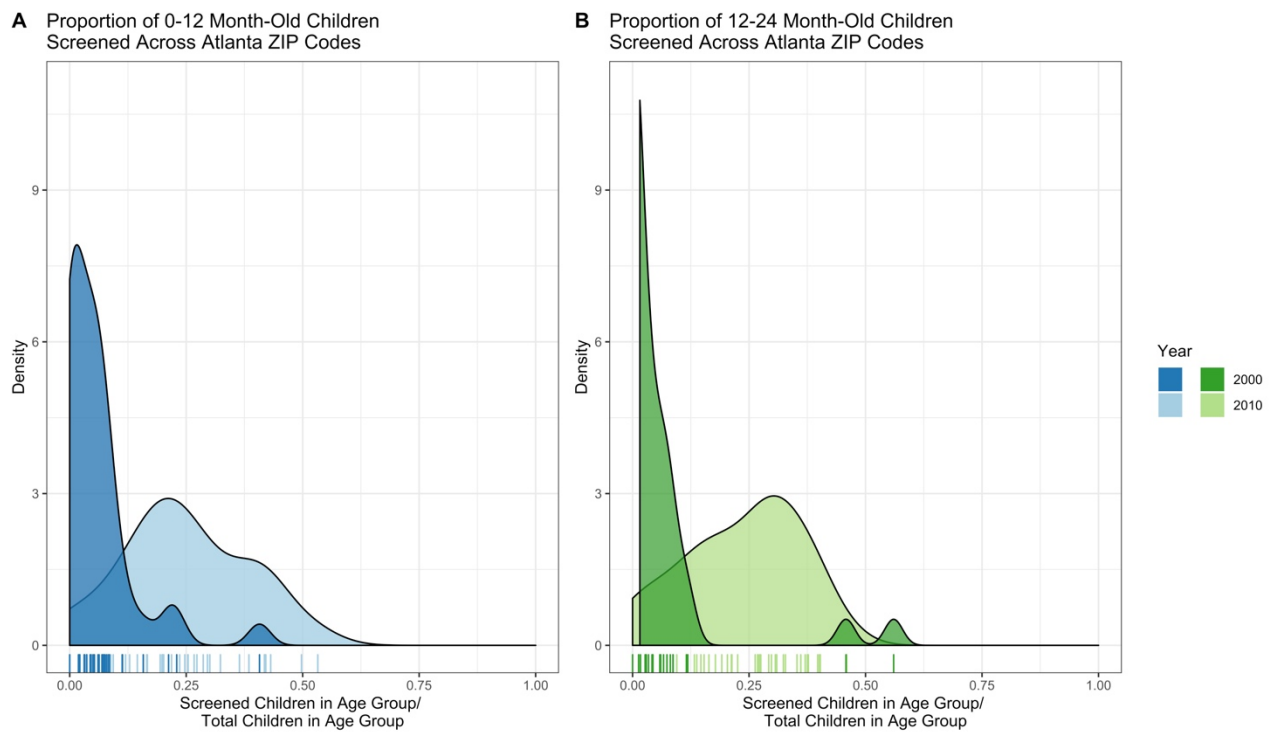 A Proportion of 0-12 Month-Old Children
Screened Across Atlanta ZIP Codes
Density
9
6
3
0
0.00 0.25 0.50 0.75 1.00
Screened Children in Age Group/
Total Children in Age Group
B Proportion of 12-24 Month-Old Children
Screened Across Atlanta ZIP Codes
Density
9
6
3
0
0.00 0.25 0.50 0.75 1.00
Screened Children in Age Group/
Total Children in Age Group
Year
2000
2010